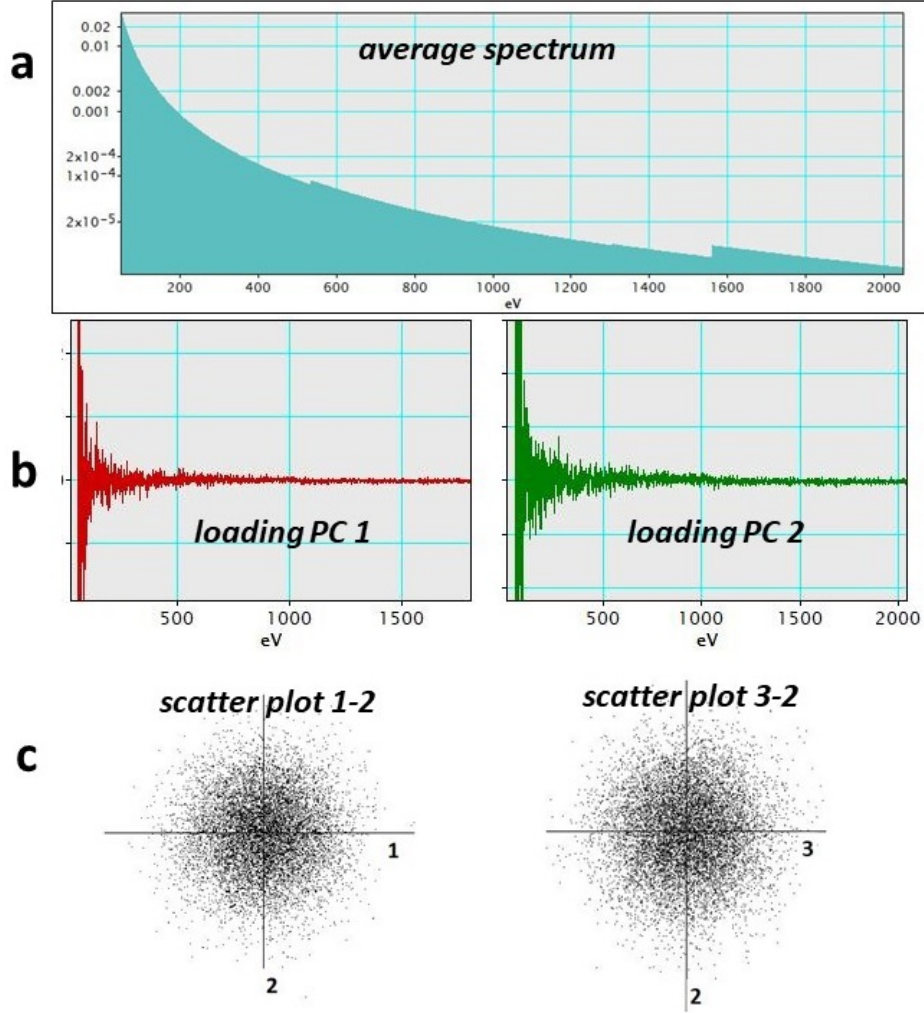 a
average spectrum
0.02
0.01
0.002
0.001
2x10⁻⁴
1x10⁻⁴
2x10⁻⁵
200 400 600 800 1000 1200 1400 1600 1800 2000
eV
b
loading PC 1
500 1000 1500
eV
loading PC 2
500 1000 1500 2000
eV
c
scatter plot 1-2
1
2
scatter plot 3-2
3
2